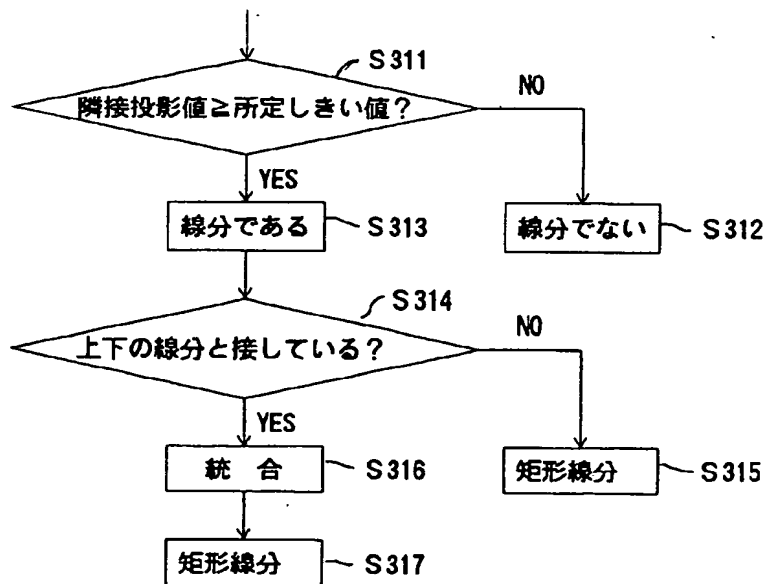 S311
隣接投影値≧所定しきい値?
NO
YES
線分である
S313
線分でない
S312
S314
上下の線分と接している?
NO
YES
統 合
S316
矩形線分
S315
矩形線分
S317